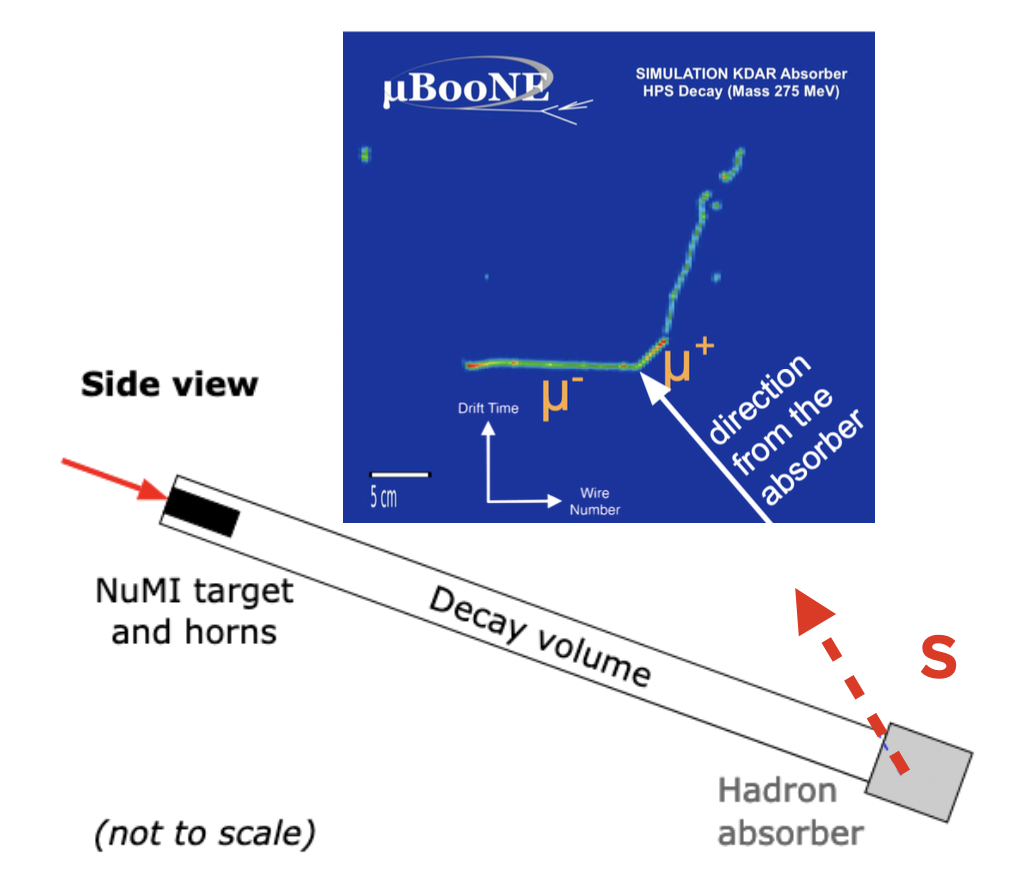 μBooNE
SIMULATION KDAR Absorber
HPS Decay (Mass 275 MeV)
μ⁺
μ⁻
direction
from the
absorber
Drift Time
Wire
Number
5 cm
Side view
NuMI target
and horns
Decay volume
S
Hadron
absorber
(not to scale)